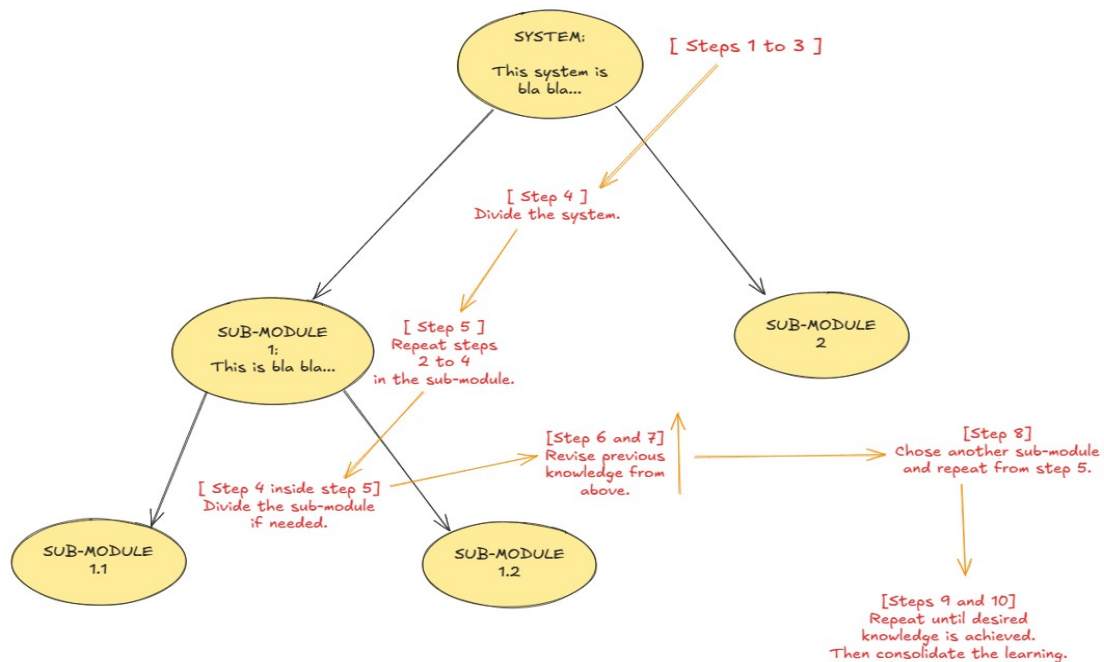 SYSTEM:
This system is
bla bla...
[ Steps 1 to 3 ]
[ Step 4 ]
Divide the system.
SUB-MODULE
1:
This is bla bla...
[ Step 5 ]
Repeat steps
2 to 4
in the sub-module.
SUB-MODULE
2
[ Step 4 inside step 5]
Divide the sub-module
if needed.
[Step 6 and 7]
Revise previous
knowledge from
above.
[Step 8]
Chose another sub-module
and repeat from step 5.
SUB-MODULE
1.1
SUB-MODULE
1.2
[Steps 9 and 10]
Repeat until desired
knowledge is achieved.
Then consolidate the learning.